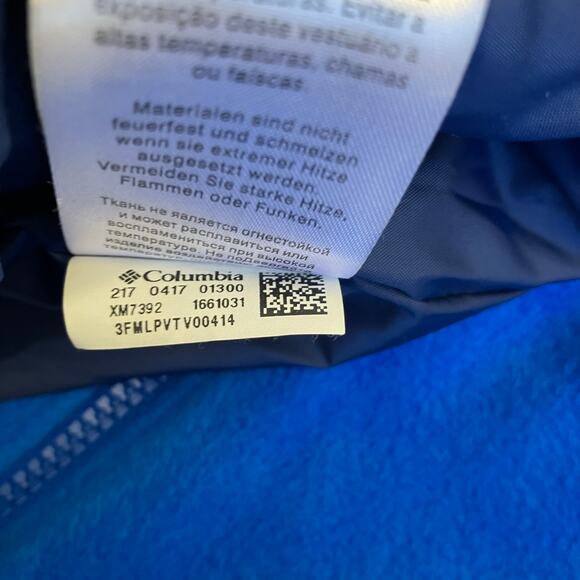 Evitar a
exposição deste vestuário a
altas temperaturas, chamas
ou faíscas
Materialen sind nicht
feuerfest und schmelzen
wenn sie extremer Hitze
ausgesetzt werden.
Vermeiden Sie starke Hitze,
Flammen oder Funken.
Ткань не является огнестойкой
и может расплавиться или
воспламениться при высокой
температуре. Не подвергайте
изделие
Columbia
217 0417 01300
XM7392 1661031
3FMLPVTV00414